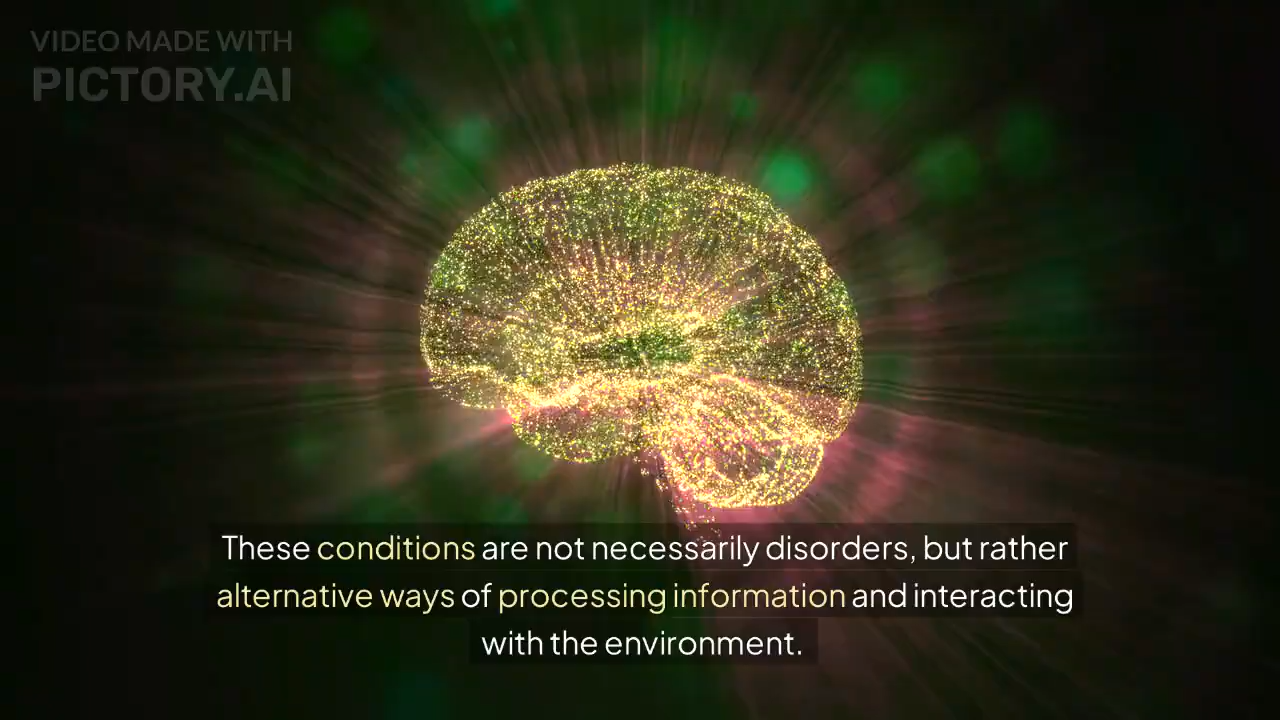 VIDEO MADE WITH
PICTORY.AI
These conditions are not necessarily disorders, but rather
alternative ways of processing information and interacting
with the environment.